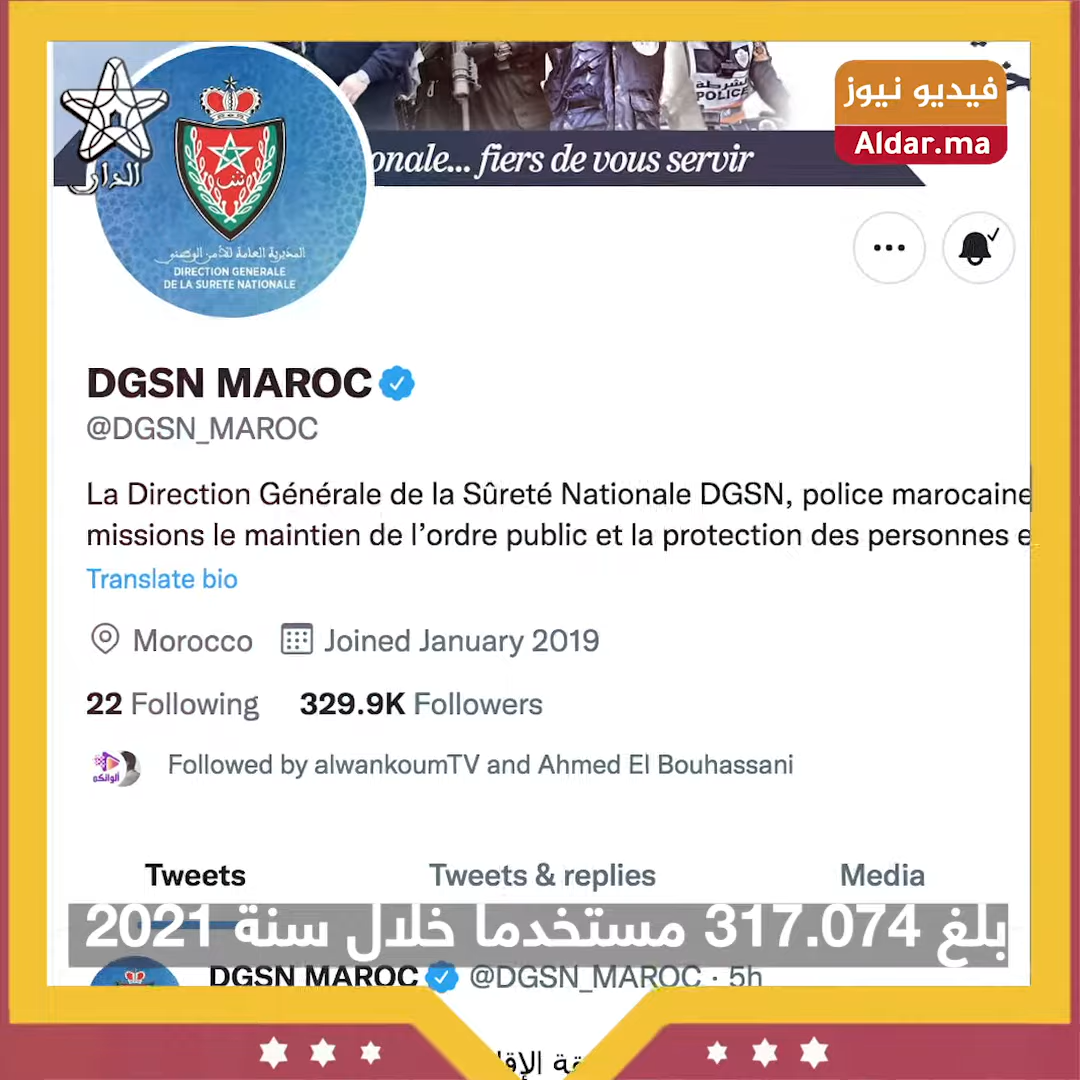 فيديو نيوز
Aldar.ma
الدار
الشرطة
POLICE
onale... fiers de vous servir
المديرية العامة للأمن الوطني
DIRECTION GENERALE
DE LA SURETE NATIONALE
DGSN MAROC
@DGSN_MAROC
La Direction Générale de la Sûreté Nationale DGSN, police marocaine
missions le maintien de l’ordre public et la protection des personnes e
Translate bio
Morocco Joined January 2019
22 Following 329.9K Followers
ألوانكم
Followed by alwankoumTV and Ahmed El Bouhassani
Tweets Tweets & replies Media
بلغ 317.074 مستخدما خلال سنة 2021
DGSN MAROC @DGSN_MAROC · 5h